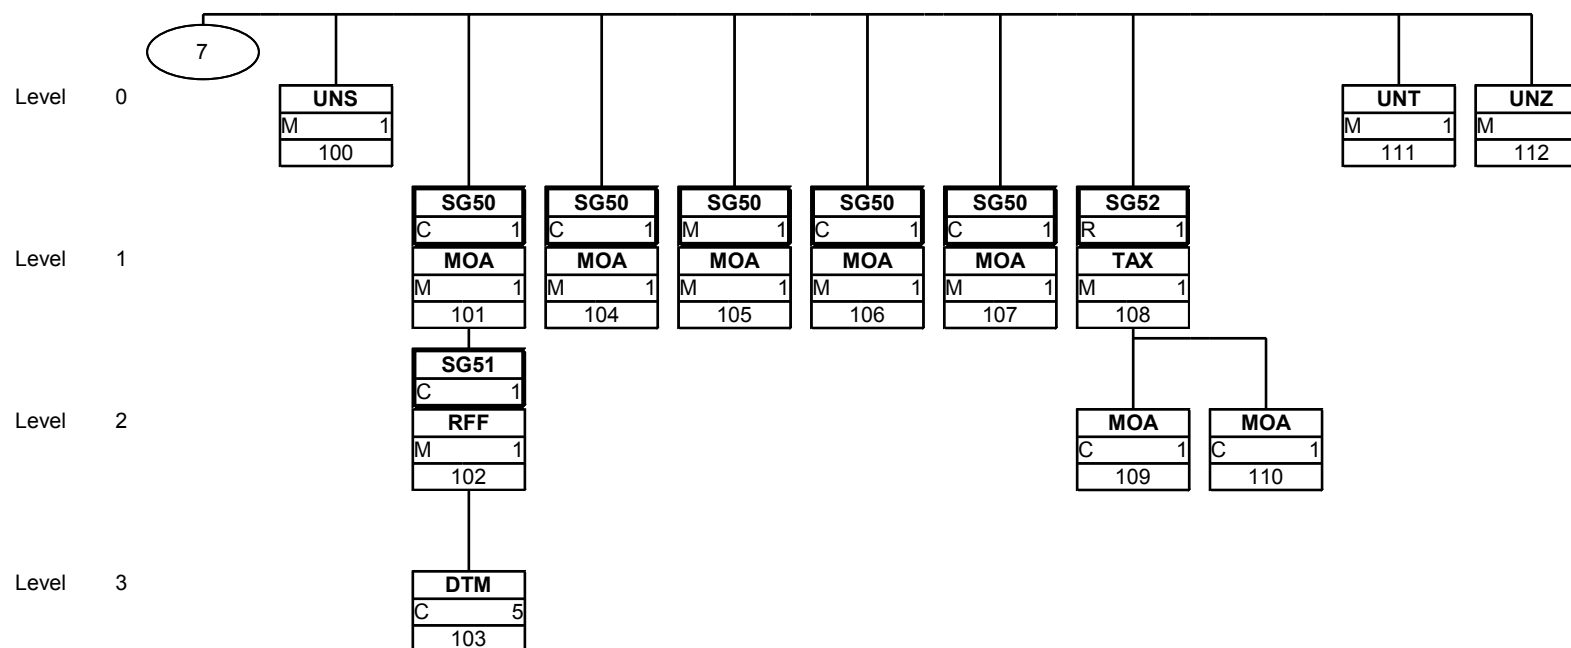 7
Level 0
UNS
M 1
100
UNT
M 1
111
UNZ
M
112
SG50
C 1
SG50
C 1
SG50
M 1
SG50
C 1
SG50
C 1
SG52
R 1
Level 1
MOA
M 1
101
MOA
M 1
104
MOA
M 1
105
MOA
M 1
106
MOA
M 1
107
TAX
M 1
108
SG51
C 1
Level 2
RFF
M 1
102
MOA
C 1
109
MOA
C 1
110
Level 3
DTM
C 5
103